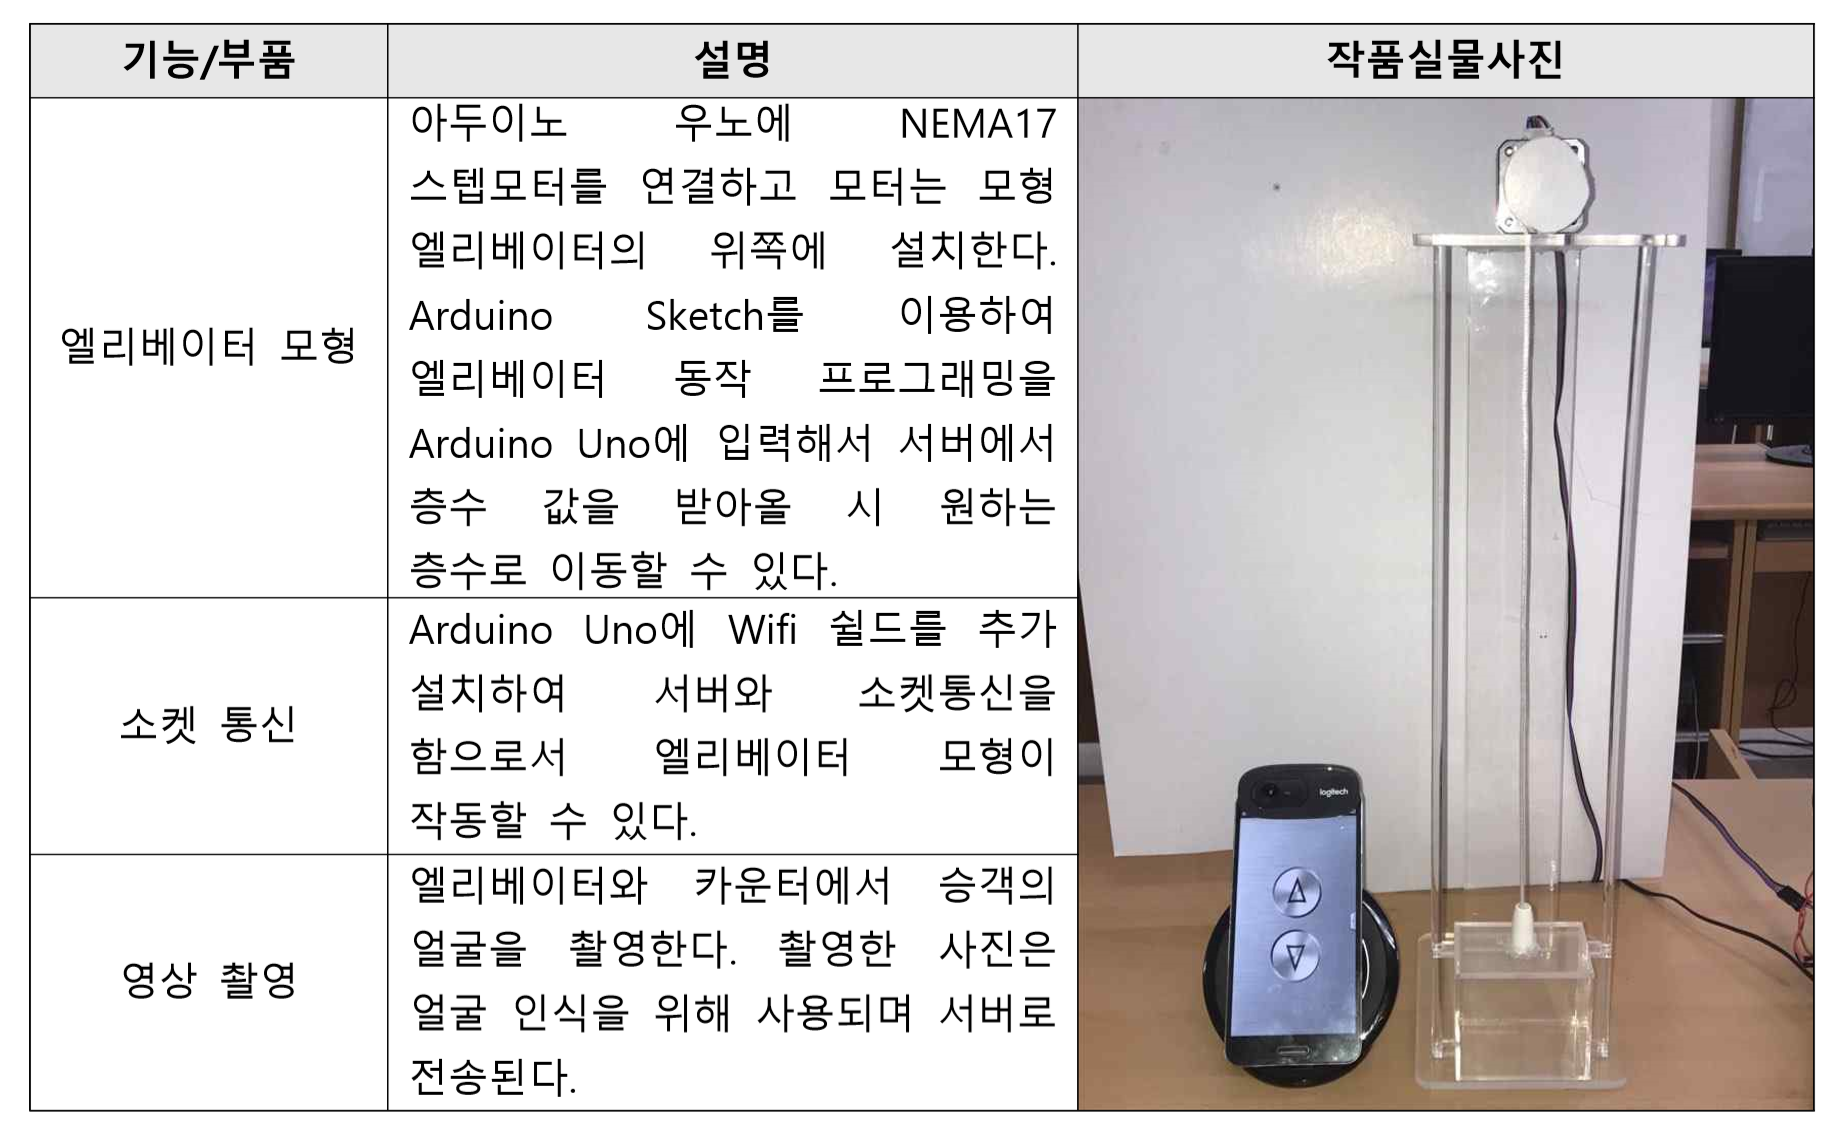 기능/부품
설명
작품실물사진
엘리베이터 모형
아두이노 우노에 NEMA17
스텝모터를 연결하고 모터는 모형
엘리베이터의 위쪽에 설치한다.
Arduino Sketch를 이용하여
엘리베이터 동작 프로그래밍을
Arduino Uno에 입력해서 서버에서
층수 값을 받아올 시 원하는
층수로 이동할 수 있다.
소켓 통신
Arduino Uno에 Wifi 쉴드를 추가
설치하여 서버와 소켓통신을
함으로서 엘리베이터 모형이
작동할 수 있다.
영상 촬영
엘리베이터와 카운터에서 승객의
얼굴을 촬영한다. 촬영한 사진은
얼굴 인식을 위해 사용되며 서버로
전송된다.
logitech